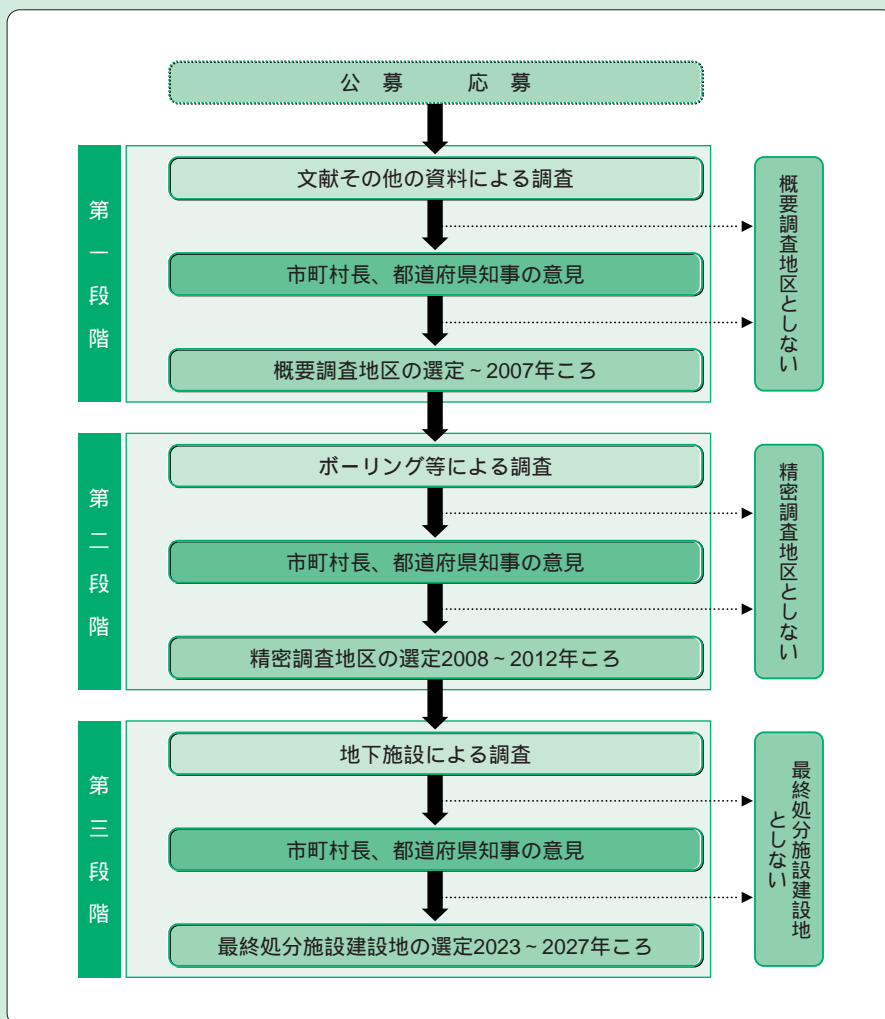 公募 応募
第一段階
文献その他の資料による調査
市町村長、都道府県知事の意見
概要調査地区の選定~2007年ころ
概要調査地区としない
第二段階
ボーリング等による調査
市町村長、都道府県知事の意見
精密調査地区の選定2008~2012年ころ
精密調査地区としない
第三段階
地下施設による調査
市町村長、都道府県知事の意見
最終処分施設建設地の選定2023~2027年ころ
最終処分施設建設地
としない